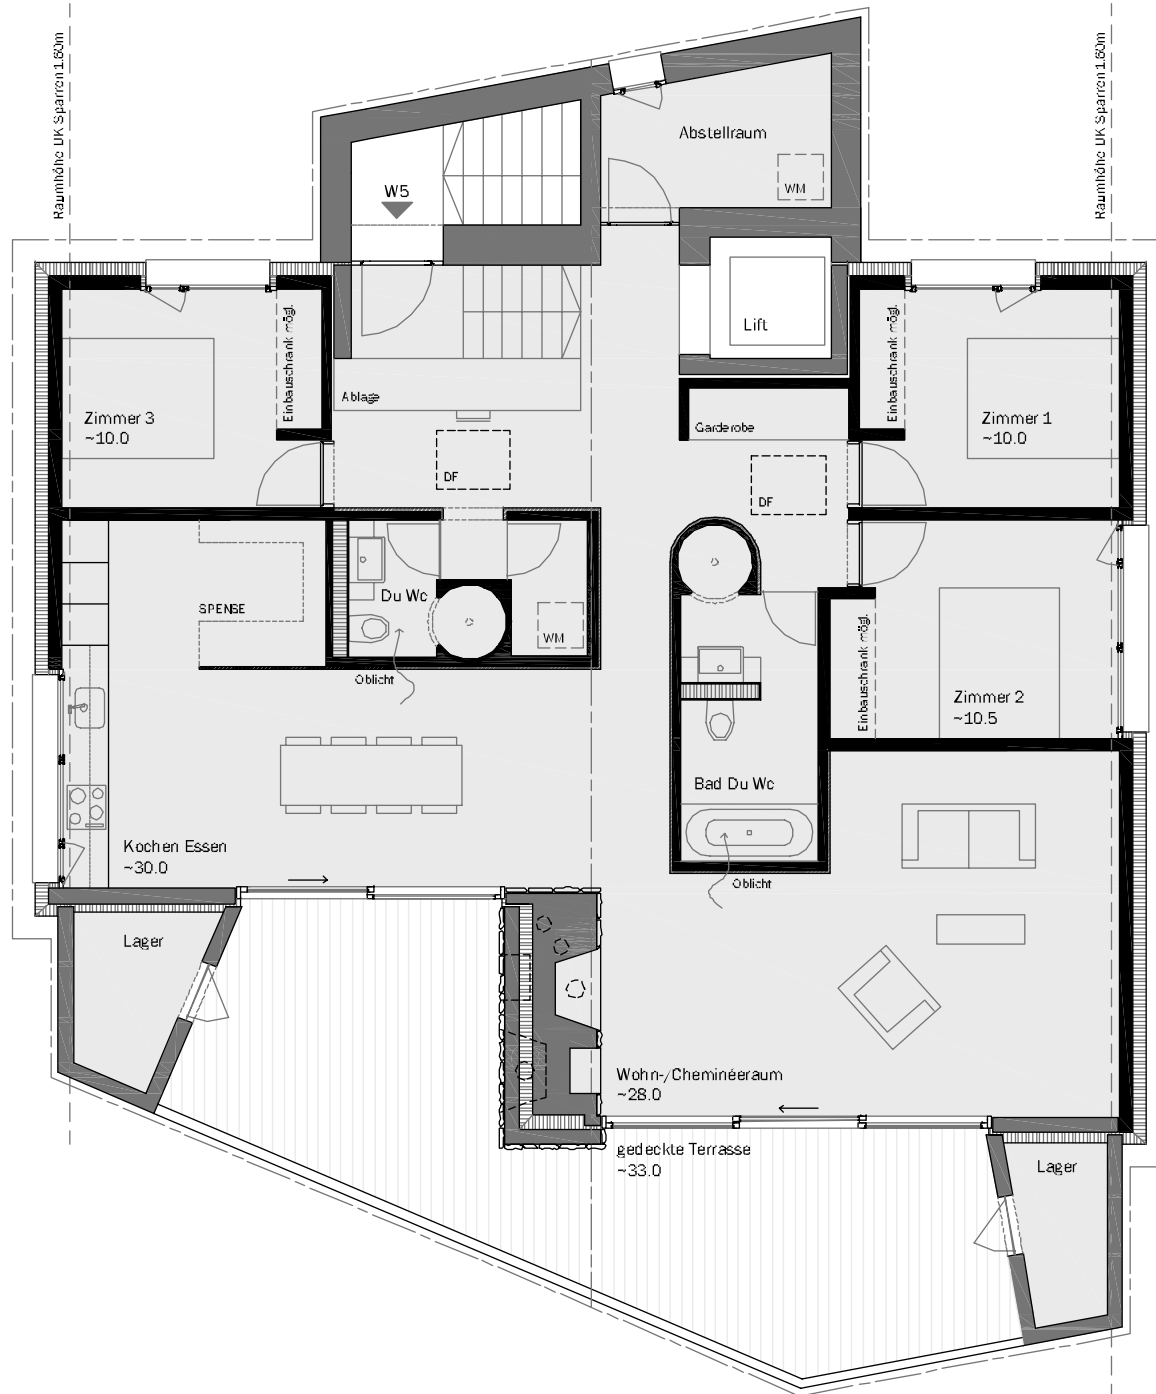 Raumhöhe UK Sparren 1.60m
Raumhöhe UK Sparren 1.60m
Abstellraum
WM
W5
Lift
Einbauschrank mögl.
Einbauschrank mögl.
Ablage
Zimmer 3
~10.0
Garderobe
Zimmer 1
~10.0
DF
DF
SPENSE
Du Wc
WM
Oblicht
Einbauschrank mögl.
Zimmer 2
~10.5
Bad Du Wc
Oblicht
Kochen Essen
~30.0
Lager
Wohn-/Cheminéeraum
~28.0
gedeckte Terrasse
~33.0
Lager